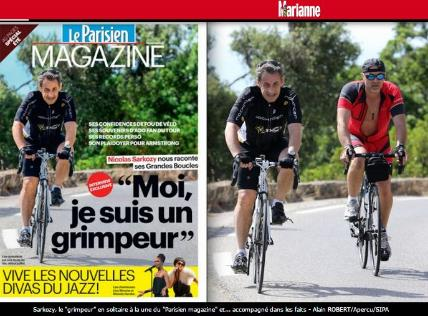 Marianne
Le Parisien
MAGAZINE
SPÉCIAL
ÉTÉ
SES CONFIDENCES DE FOU DE VÉLO
SES SOUVENIRS D'ADO FAN DU TOUR
SES RECORDS PERSO
SON PLAIDOYER POUR ARMSTRONG
Nicolas Sarkozy nous raconte
ses Grandes Boucles
INTERVIEW
EXCLUSIVE
“Moi,
je suis un
grimpeur”
VIVE LES NOUVELLES
DIVAS DU JAZZ!
Sarkozy, le "grimpeur" en solitaire à la une du "Parisien magazine" et... accompagné dans les faits - Alain ROBERT/Apercu/SIPA